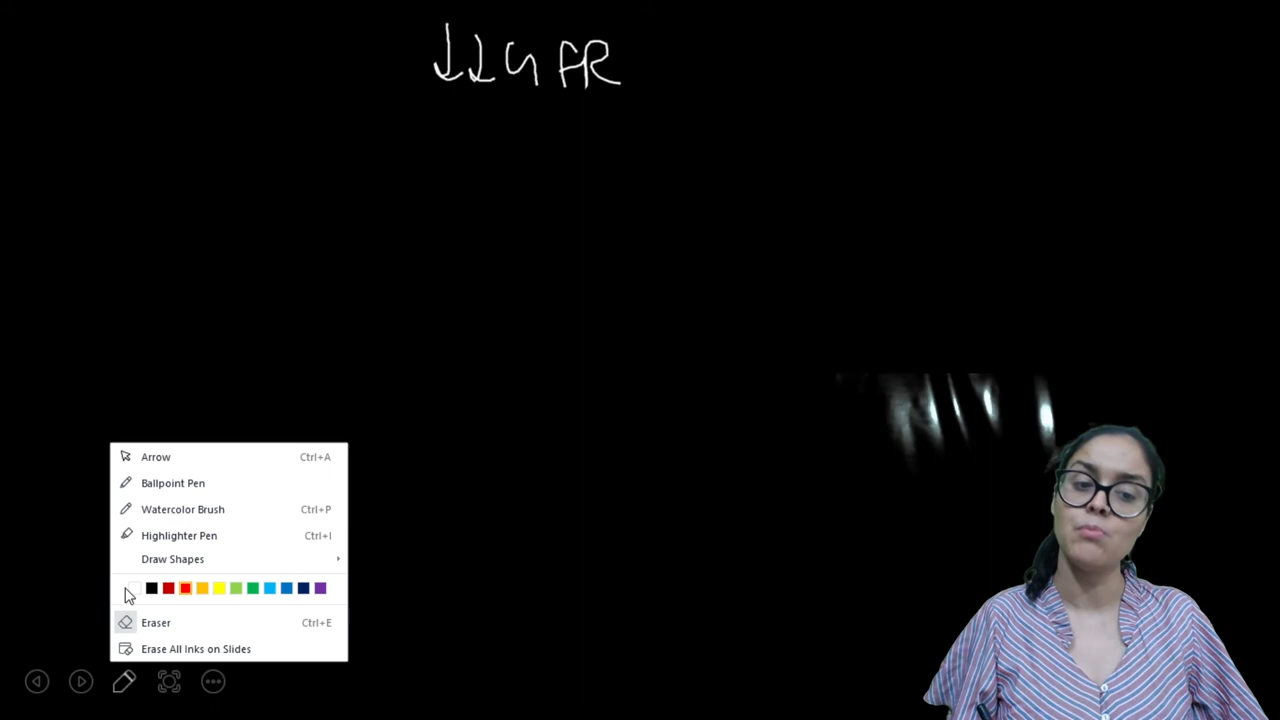 ↓↓GFR
Arrow Ctrl+A
Ballpoint Pen
Watercolor Brush Ctrl+P
Highlighter Pen Ctrl+I
Draw Shapes
Eraser Ctrl+E
Erase All Inks on Slides